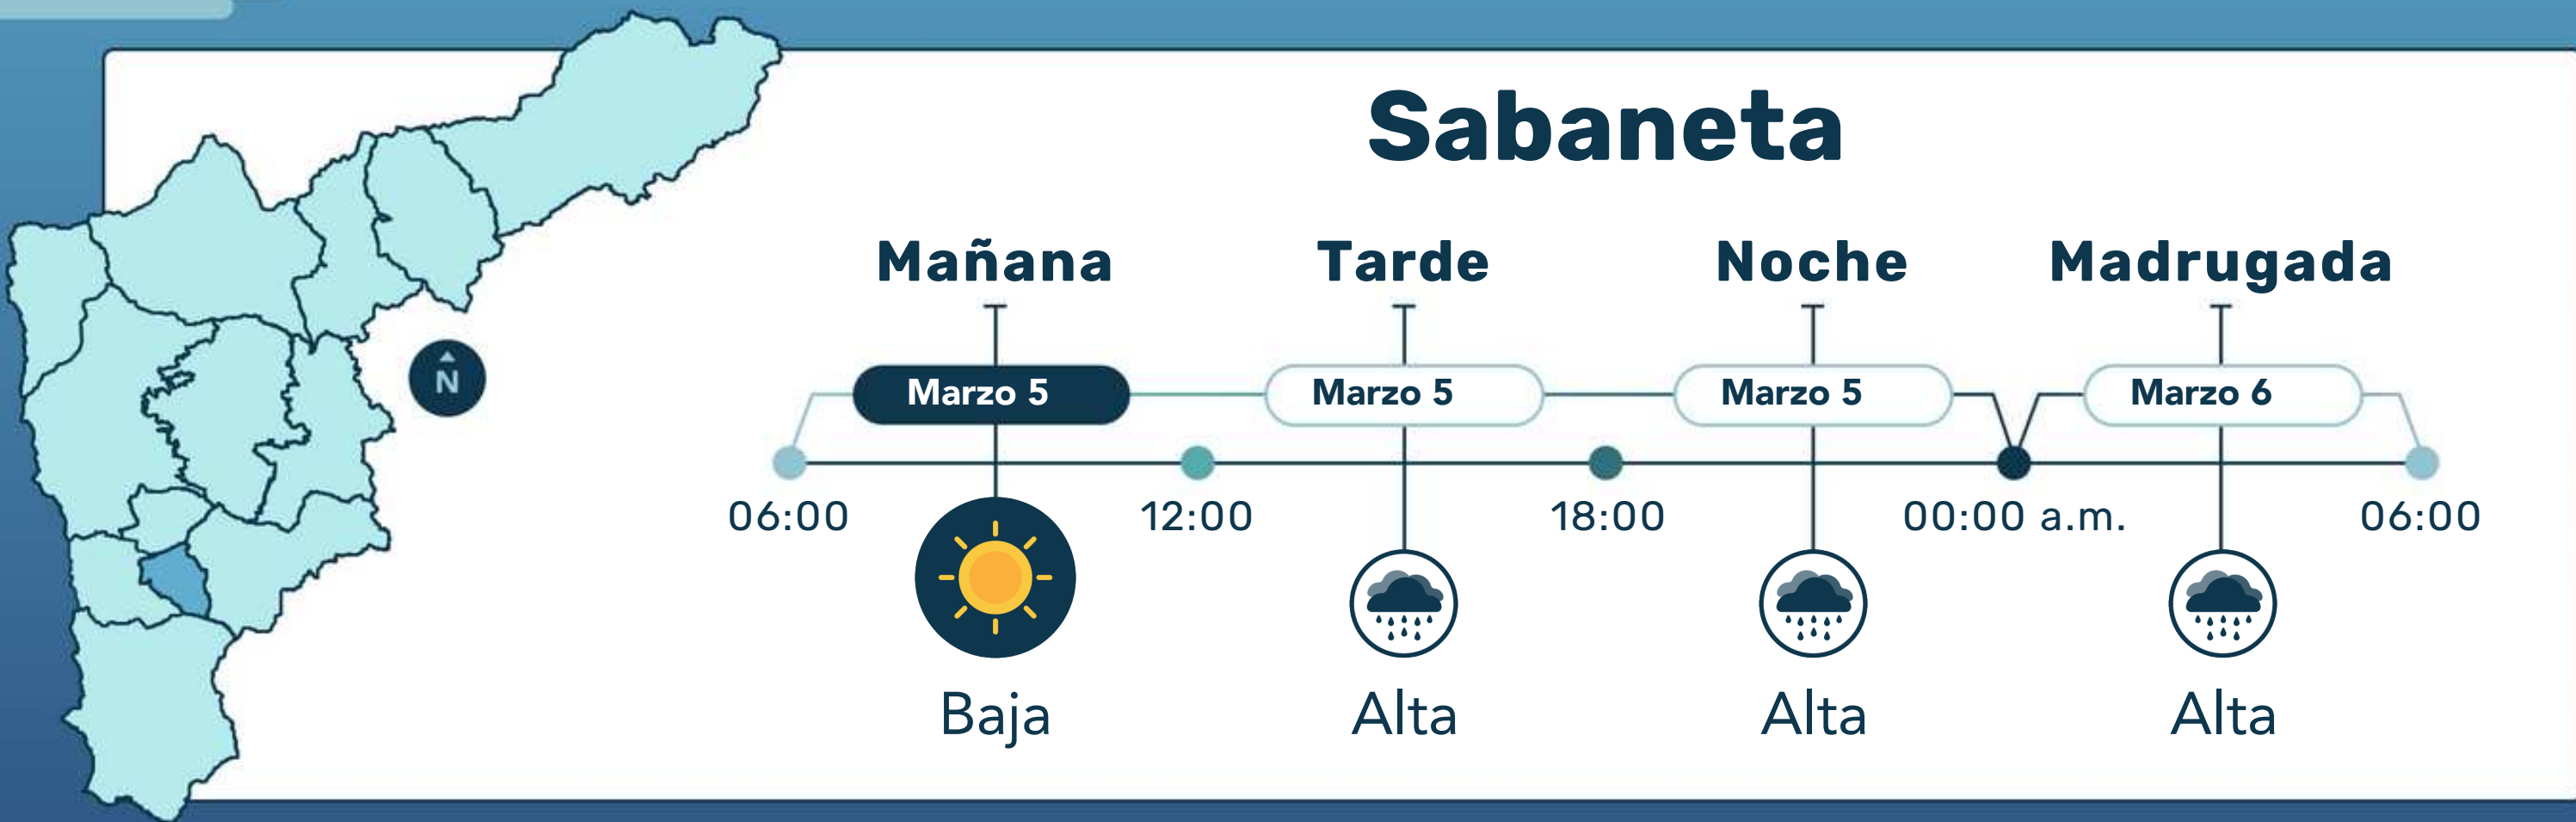 Sabaneta
Mañana Tarde Noche Madrugada
Marzo 5 Marzo 5 Marzo 5 Marzo 6
N
06:00 12:00 18:00 00:00 a.m. 06:00
Baja Alta Alta Alta